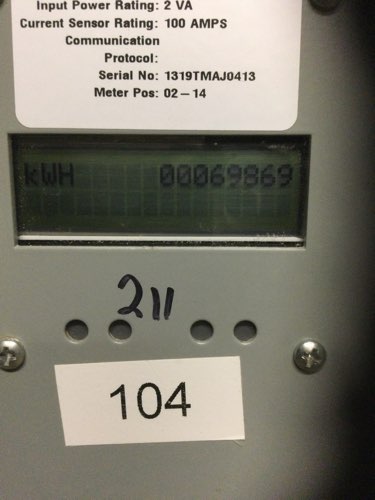 Input Power Rating: 2 VA
Current Sensor Rating: 100 AMPS
Communication
Protocol:
Serial No: 1319TMAJ0413
Meter Pos: 02-14
kWH 00069869
211
104